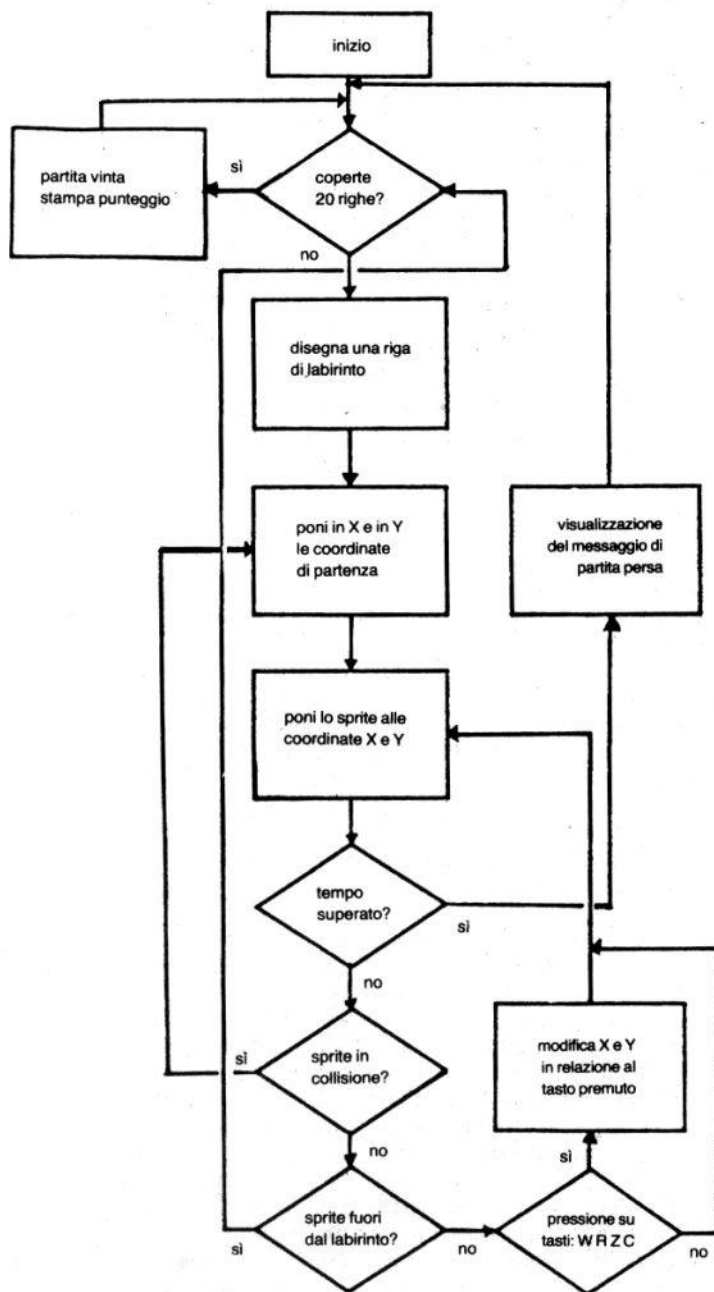 inizio
partita vinta
stampa punteggio
sì
coperte
20 righe?
no
disegna una riga
di labirinto
poni in X e in Y
le coordinate
di partenza
visualizzazione
del messaggio di
partita persa
poni lo sprite alle
coordinate X e Y
tempo
superato?
sì
no
sprite in
collisione?
sì
no
modifica X e Y
in relazione al
tasto premuto
sì
sprite fuori
dal labirinto?
sì
no
pressione su
tasti: W R Z C
no